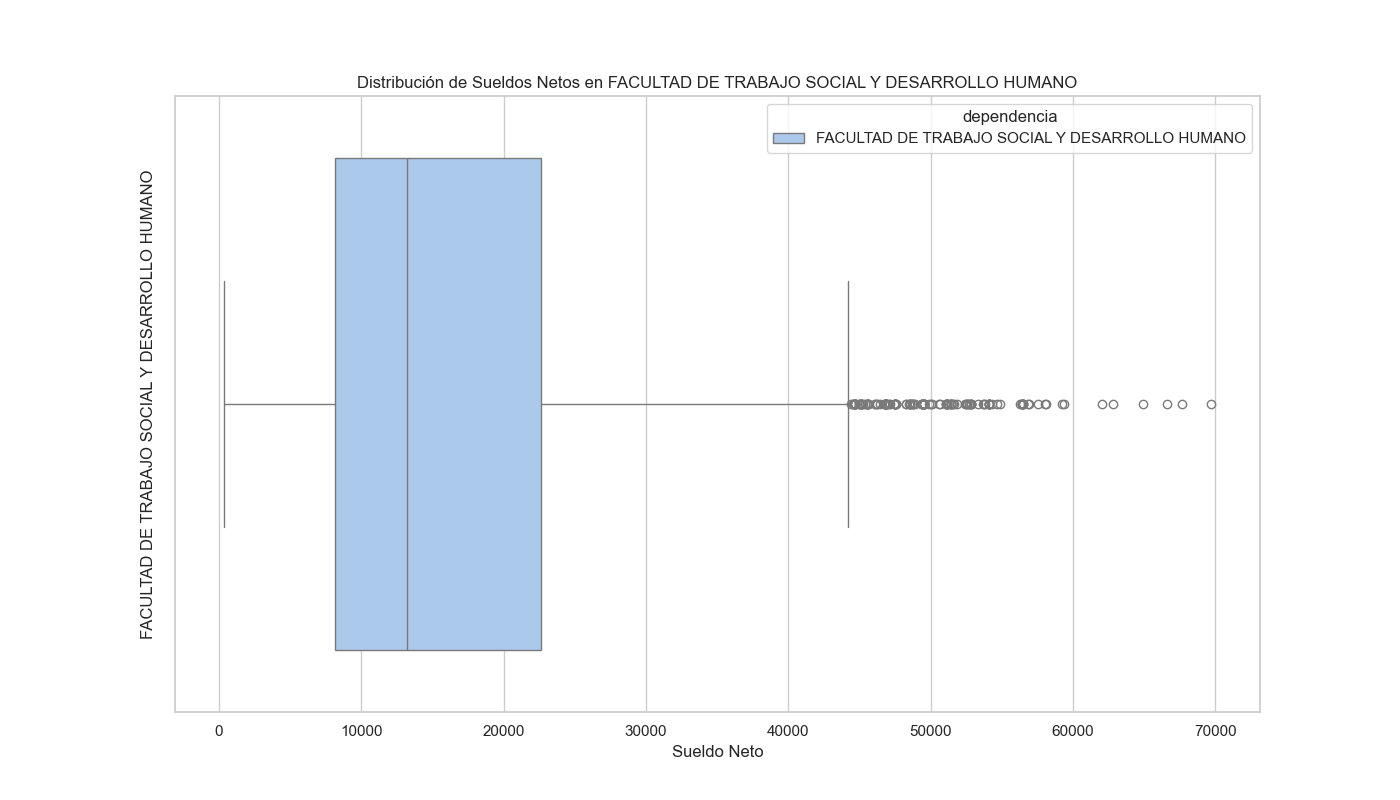 Distribución de Sueldos Netos en FACULTAD DE TRABAJO SOCIAL Y DESARROLLO HUMANO
dependencia
FACULTAD DE TRABAJO SOCIAL Y DESARROLLO HUMANO
FACULTAD DE TRABAJO SOCIAL Y DESARROLLO HUMANO
0 10000 20000 30000 40000 50000 60000 70000
Sueldo Neto